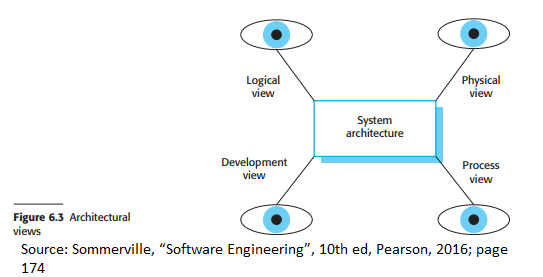 Logical
view
Physical
view
System
architecture
Development
view
Process
view
Figure 6.3 Architectural
views
Source: Sommerville, “Software Engineering”, 10th ed, Pearson, 2016; page
174